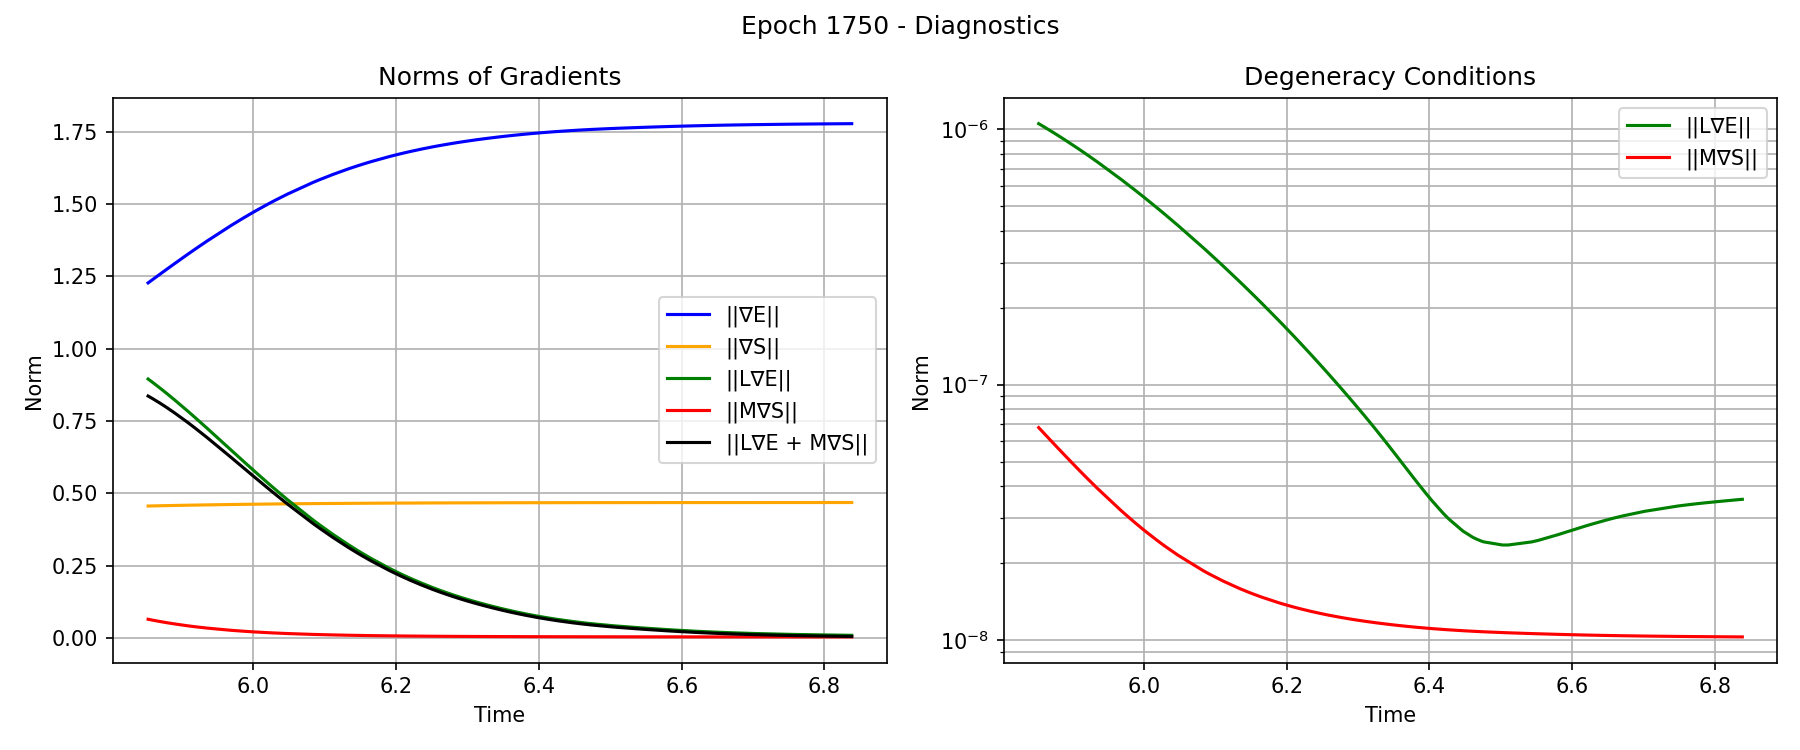 Epoch 1750 - Diagnostics
Norms of Gradients
Norm
1.75
1.50
1.25
1.00
0.75
0.50
0.25
0.00
||∇E||
||∇S||
||L∇E||
||M∇S||
||L∇E + M∇S||
6.0 6.2 6.4 6.6 6.8
Time
Degeneracy Conditions
Norm
10⁻⁶
10⁻⁷
10⁻⁸
||L∇E||
||M∇S||
6.0 6.2 6.4 6.6 6.8
Time